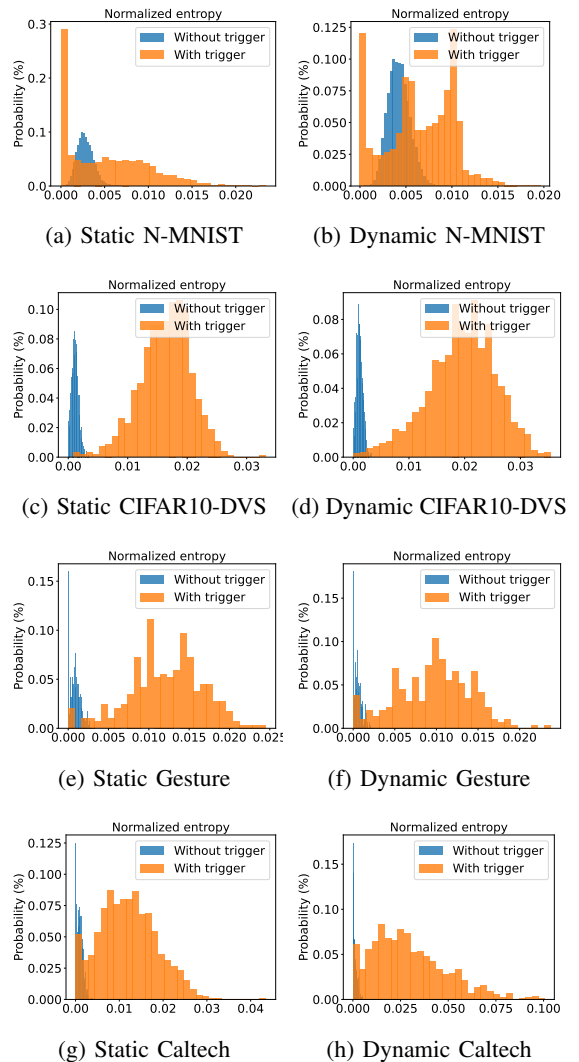 Normalized entropy
Normalized entropy
0.3
0.2
0.1
0.0
Probability (%)
Without trigger
With trigger
0.000 0.005 0.010 0.015 0.020
0.125
0.100
0.075
0.050
0.025
0.000
Probability (%)
Without trigger
With trigger
0.000 0.005 0.010 0.015 0.020
(a) Static N-MNIST
(b) Dynamic N-MNIST
Normalized entropy
Normalized entropy
0.10
0.08
0.06
0.04
0.02
0.00
Probability (%)
Without trigger
With trigger
0.00 0.01 0.02 0.03
0.08
0.06
0.04
0.02
0.00
Probability (%)
Without trigger
With trigger
0.00 0.01 0.02 0.03
(c) Static CIFAR10-DVS
(d) Dynamic CIFAR10-DVS
Normalized entropy
Normalized entropy
0.15
0.10
0.05
0.00
Probability (%)
Without trigger
With trigger
0.000 0.005 0.010 0.015 0.020 0.025
0.15
0.10
0.05
0.00
Probability (%)
Without trigger
With trigger
0.000 0.005 0.010 0.015 0.020
(e) Static Gesture
(f) Dynamic Gesture
Normalized entropy
Normalized entropy
0.125
0.100
0.075
0.050
0.025
0.000
Probability (%)
Without trigger
With trigger
0.00 0.01 0.02 0.03 0.04
0.15
0.10
0.05
0.00
Probability (%)
Without trigger
With trigger
0.000 0.025 0.050 0.075 0.100
(g) Static Caltech
(h) Dynamic Caltech